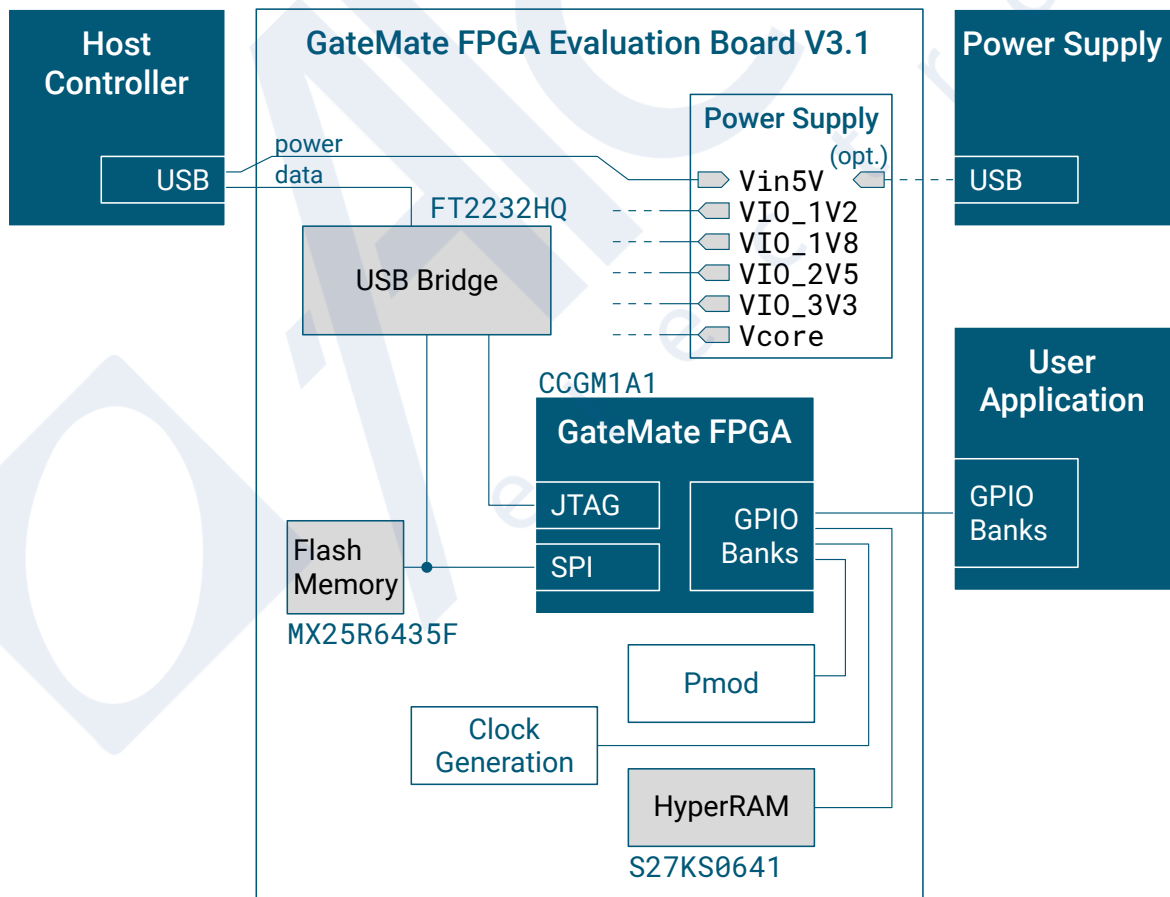 Host
Controller
USB
GateMate FPGA Evaluation Board V3.1
power
data
FT2232HQ
USB Bridge
Power Supply
(opt.)
Vin5V
VIO_1V2
VIO_1V8
VIO_2V5
VIO_3V3
Vcore
Power Supply
USB
CCGM1A1
GateMate FPGA
JTAG
SPI
GPIO
Banks
User
Application
GPIO
Banks
Flash
Memory
MX25R6435F
Pmod
Clock
Generation
HyperRAM
S27KS0641